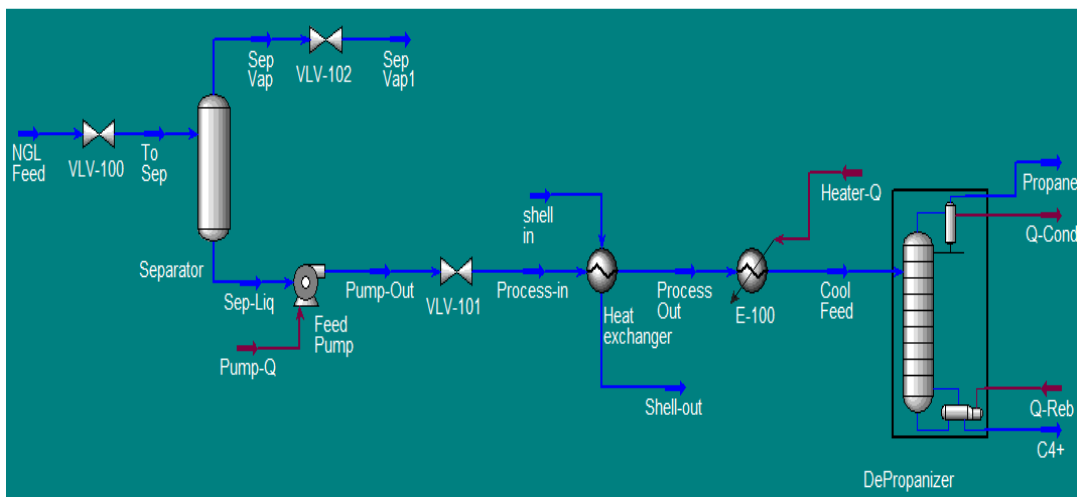 Sep
Vap
VLV-102
Sep
Vap1
NGL
Feed
VLV-100
To
Sep
Separator
Sep-Liq
Pump-Q
Feed
Pump
Pump-Out
VLV-101
Process-in
shell
in
Heat
exchanger
Shell-out
Process
Out
Heater-Q
E-100
Cool
Feed
Propane
Q-Cond
Q-Reb
C4+
DePropanizer